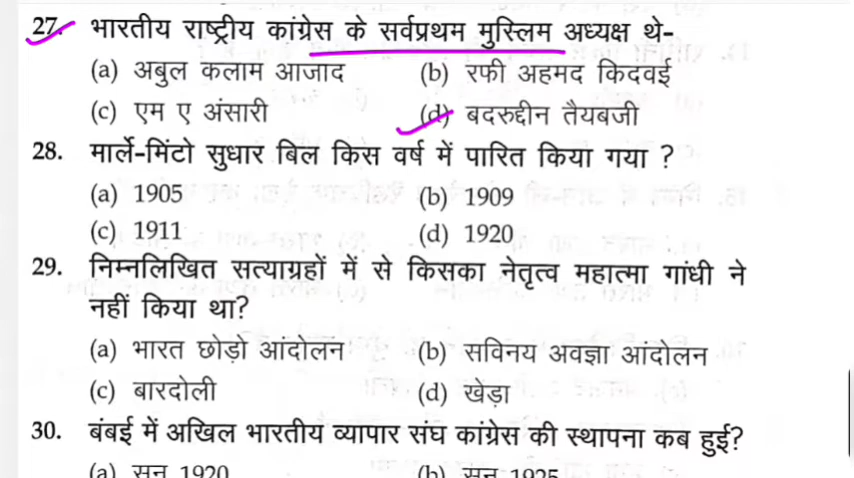 27. भारतीय राष्ट्रीय कांग्रेस के सर्वप्रथम मुस्लिम अध्यक्ष थे-
(a) अबुल कलाम आजाद (b) रफी अहमद किदवई
(c) एम ए अंसारी (d) बदरुद्दीन तैयबजी
28. मार्ले-मिंटो सुधार बिल किस वर्ष में पारित किया गया ?
(a) 1905 (b) 1909
(c) 1911 (d) 1920
29. निम्नलिखित सत्याग्रहों में से किसका नेतृत्व महात्मा गांधी ने
नहीं किया था?
(a) भारत छोड़ो आंदोलन (b) सविनय अवज्ञा आंदोलन
(c) बारदोली (d) खेड़ा
30. बंबई में अखिल भारतीय व्यापार संघ कांग्रेस की स्थापना कब हुई?
(a) सन 1920 (b) सन 1925